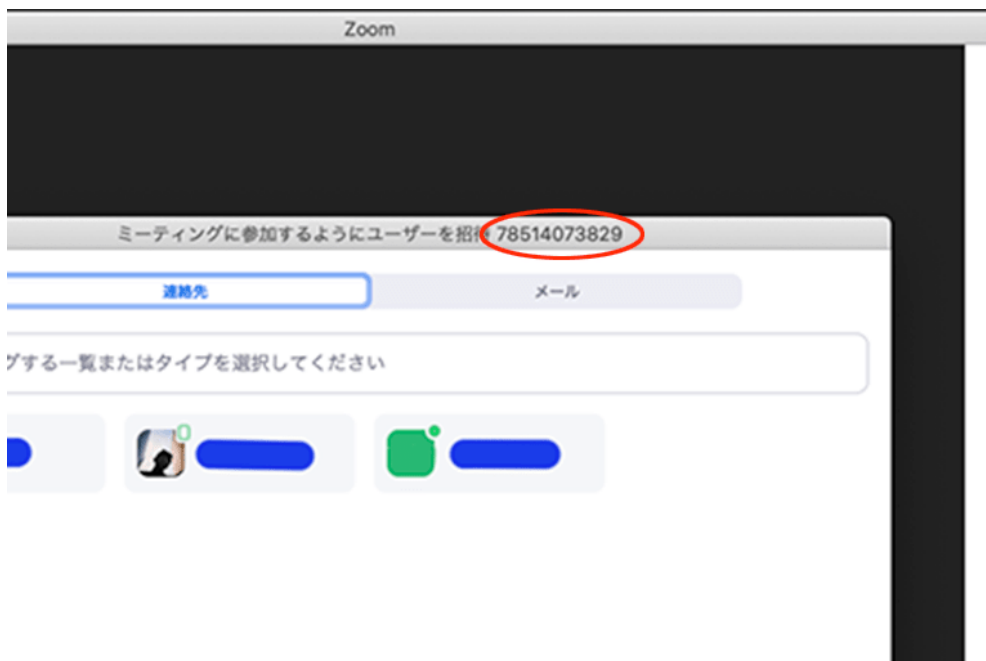 Zoom
ミーティングに参加するようにユーザーを招待 78514073829
連絡先
メール
グする一覧またはタイプを選択してください